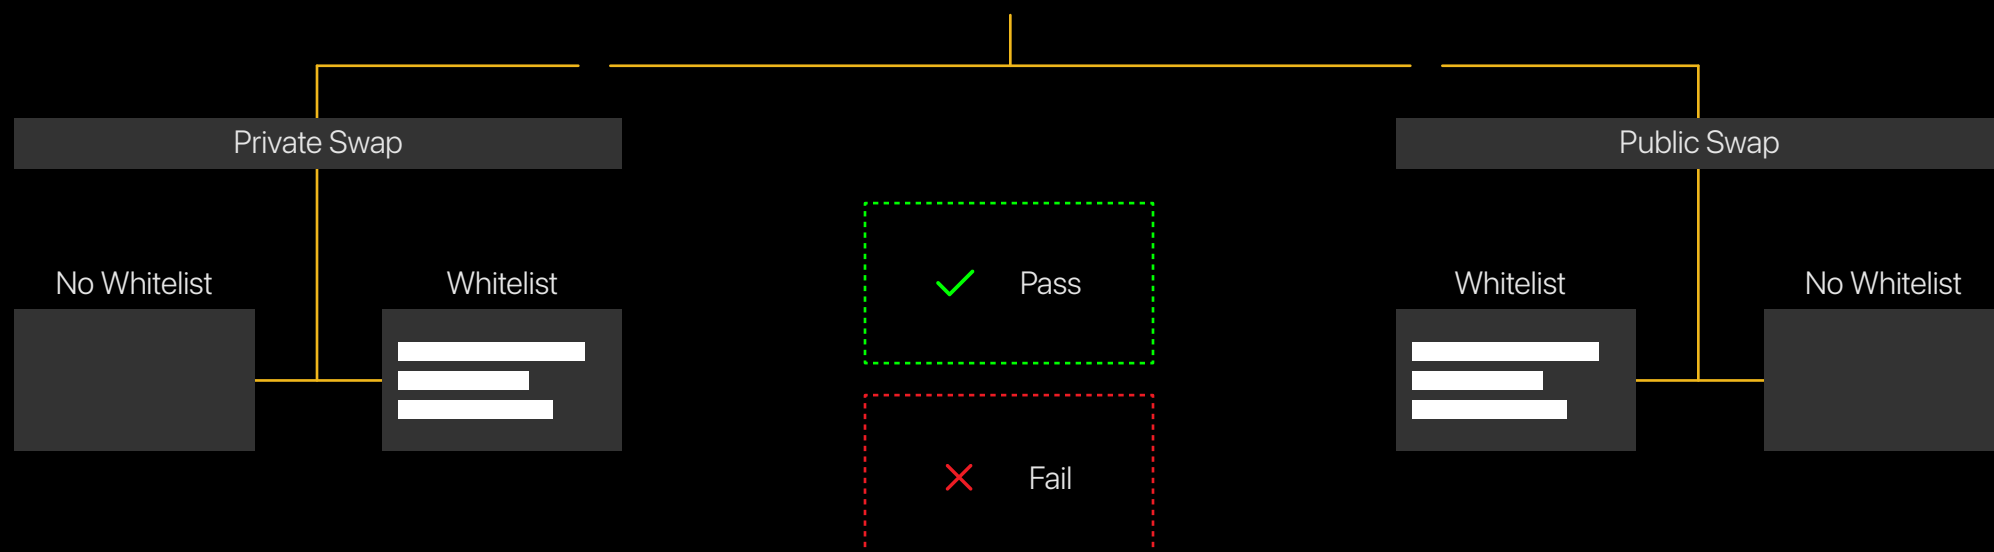 Private Swap
Public Swap
No Whitelist
Whitelist
Pass
Whitelist
No Whitelist
Fail